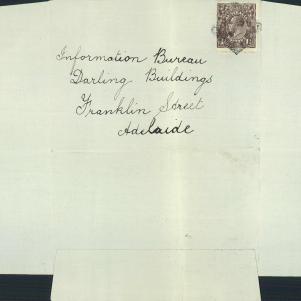 Information Bureau
Darling Buildings
Franklin Street
Adelaide